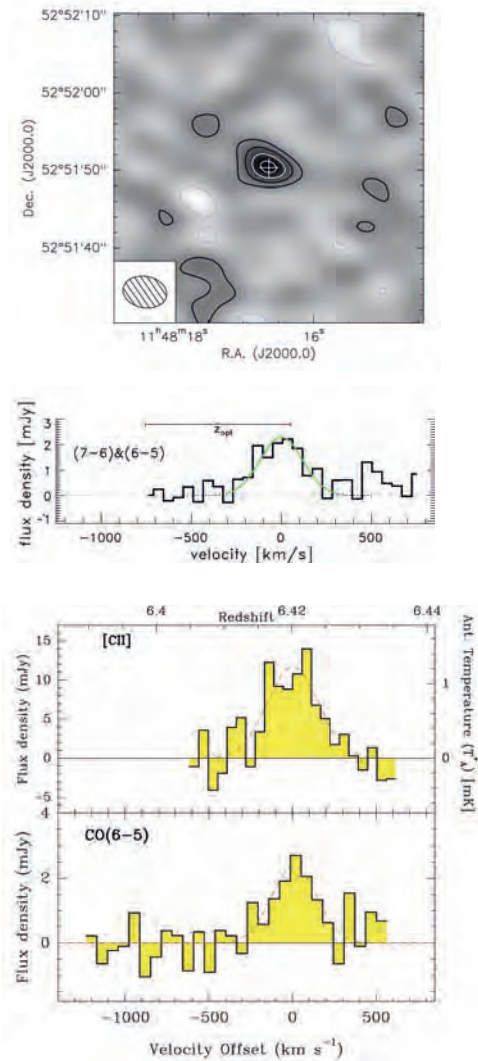 52°52'10"
52°52'00"
52°51'50"
52°51'40"
Dec. (J2000.0)
11ʰ48ᵐ18ˢ
16ˢ
R.A. (J2000.0)
flux density [mJy]
3
2
1
0
-1
(7-6)&(6-5)
z_opt
-1000
-500
0
500
velocity [km/s]
6.4
6.42
6.44
Redshift
[CII]
Flux density (mJy)
15
10
5
0
-5
1
0
Ant. Temperature (T*A) [mK]
CO(6-5)
Flux density (mJy)
4
2
0
-1000
-500
0
500
Velocity Offset (km s⁻¹)